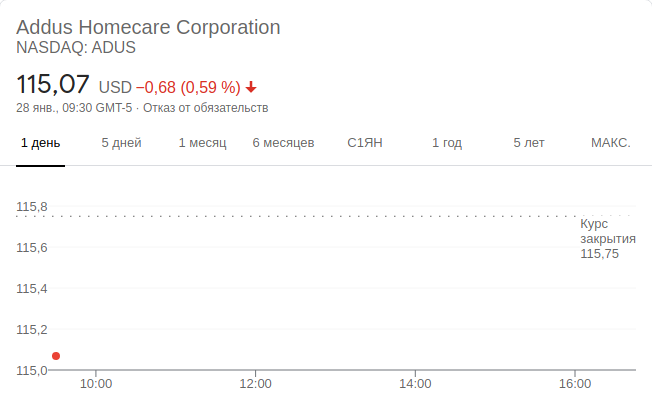 Addus Homecare Corporation
NASDAQ: ADUS
115,07 USD −0,68 (0,59 %)
28 янв., 09:30 GMT-5 · Отказ от обязательств
1 день 5 дней 1 месяц 6 месяцев С1ЯН 1 год 5 лет МАКС.
115,8
Курс
закрытия
115,75
115,6
115,4
115,2
115,0
10:00 12:00 14:00 16:00